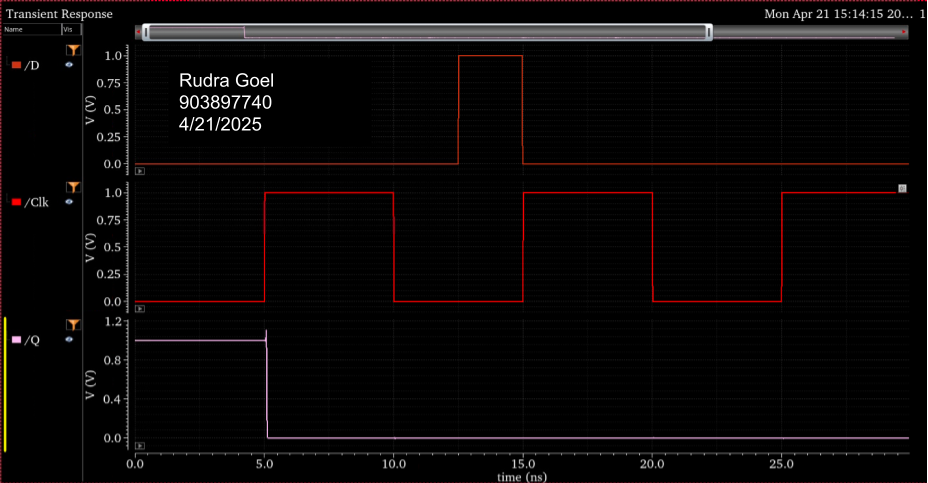 Transient Response
Mon Apr 21 15:14:15 20... 1
Name Vis
/D
V (V)
1.0
0.75
0.5
0.25
0.0
Rudra Goel
903897740
4/21/2025
/Clk
V (V)
1.0
0.75
0.5
0.25
0.0
/Q
V (V)
1.2
0.8
0.4
0.0
0.0 5.0 10.0 15.0 20.0 25.0
time (ns)